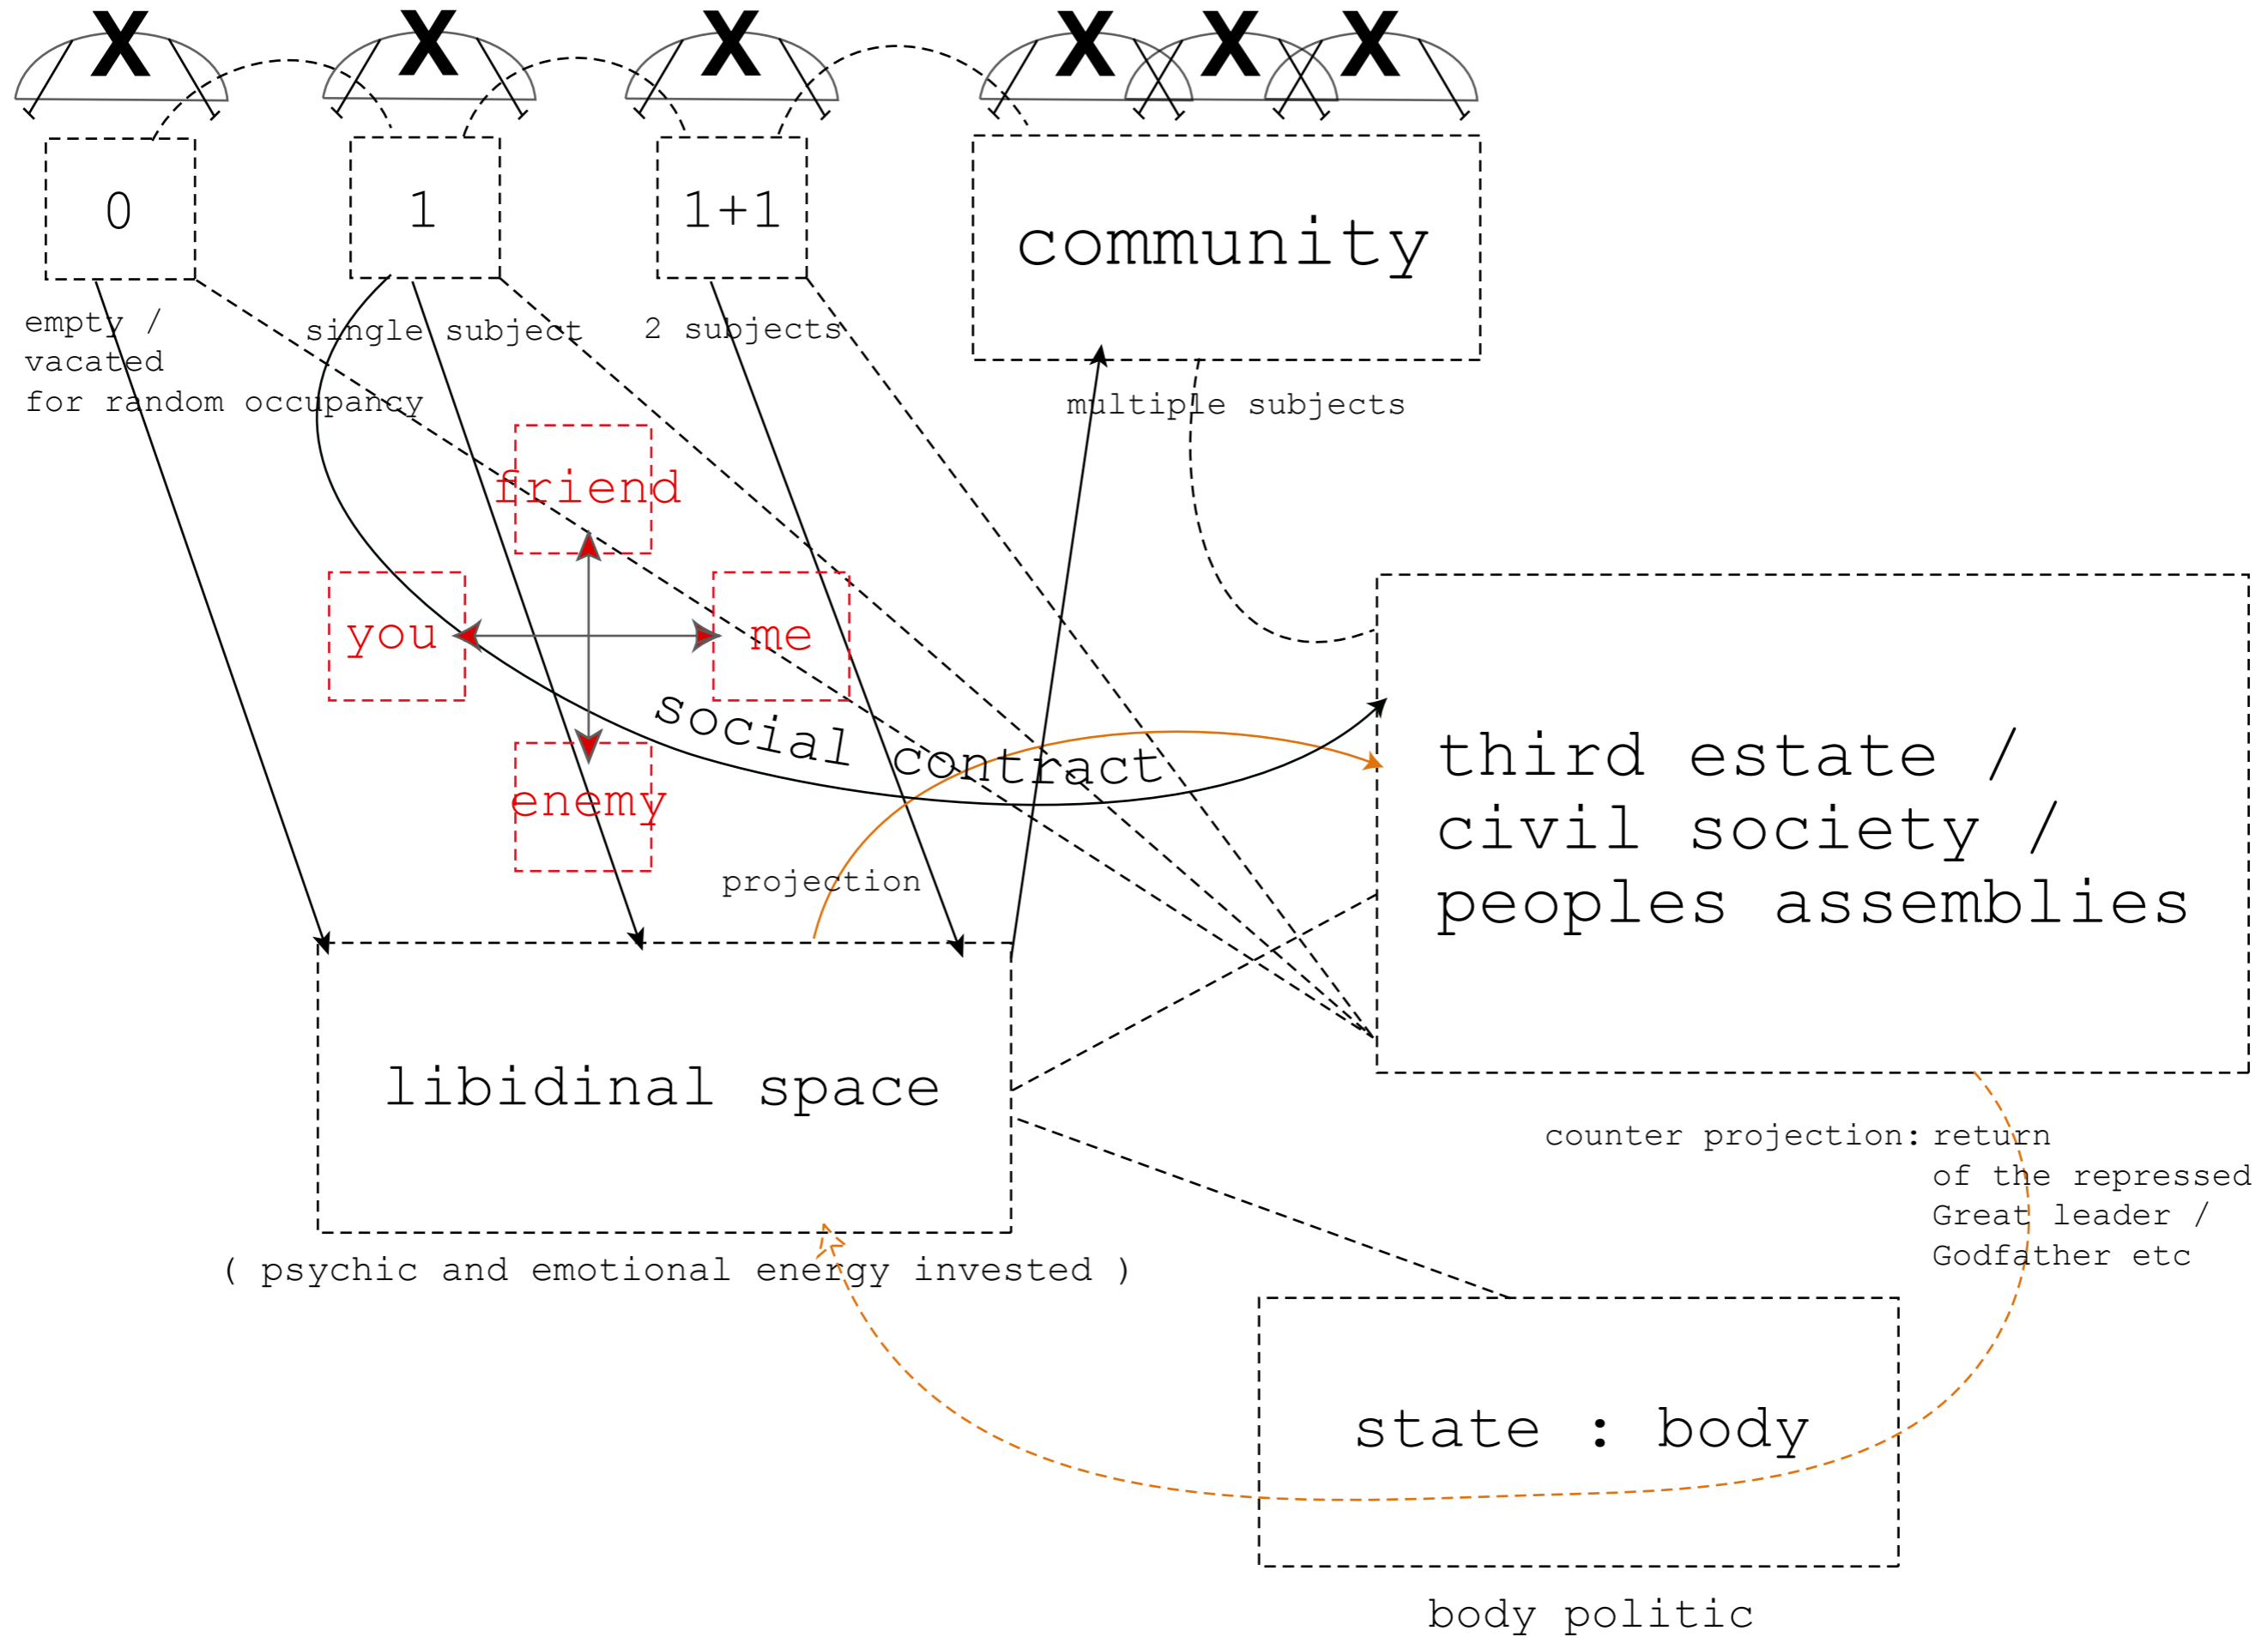 X
X
X
X
X
X
0
1
1+1
community
empty /
vacated
for random occupancy
single subject
2 subjects
multiple subjects
friend
you
me
enemy
social contract
third estate /
civil society /
peoples assemblies
projection
libidinal space
( psychic and emotional energy invested )
counter projection: return
of the repressed
Great leader /
Godfather etc
state : body
body politic